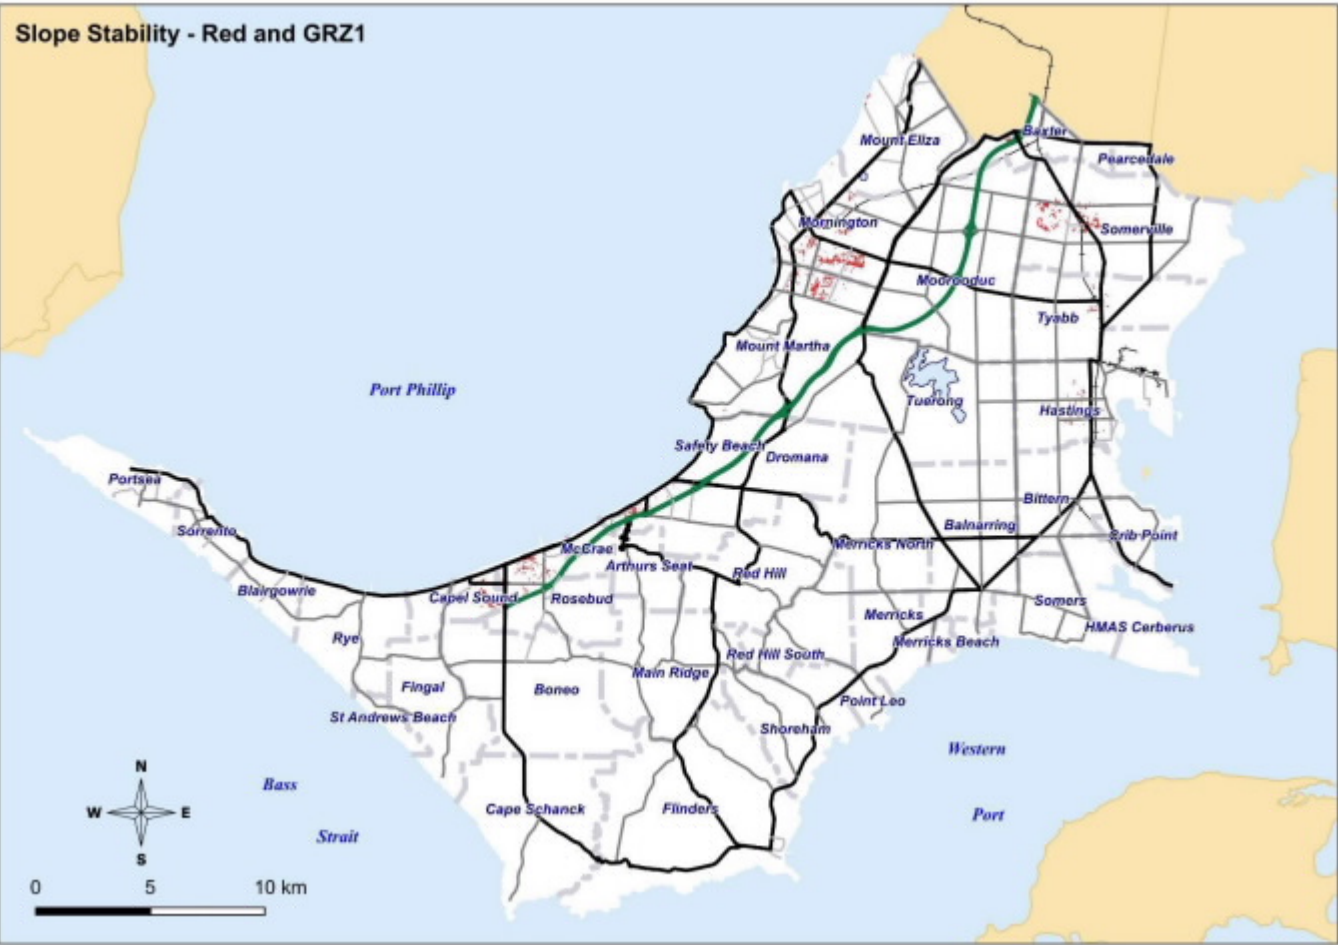 Slope Stability - Red and GRZ1
Baxter
Mount Eliza
Pearcedale
Mornington
Somerville
Moorooduc
Tyabb
Mount Martha
Port Phillip
Tuerong
Hastings
Safety Beach
Dromana
Portsea
Bittern
Sorrento
Balnarring
Crib Point
McCrae
Merricks North
Arthurs Seat
Red Hill
Blairgowrie
Capel Sound
Rosebud
Somers
Merricks
HMAS Cerberus
Rye
Merricks Beach
Red Hill South
Main Ridge
Fingal
Boneo
Point Leo
St Andrews Beach
Shoreham
Western
Port
Bass
Strait
Cape Schanck
Flinders
N
W
E
S
0 5 10 km